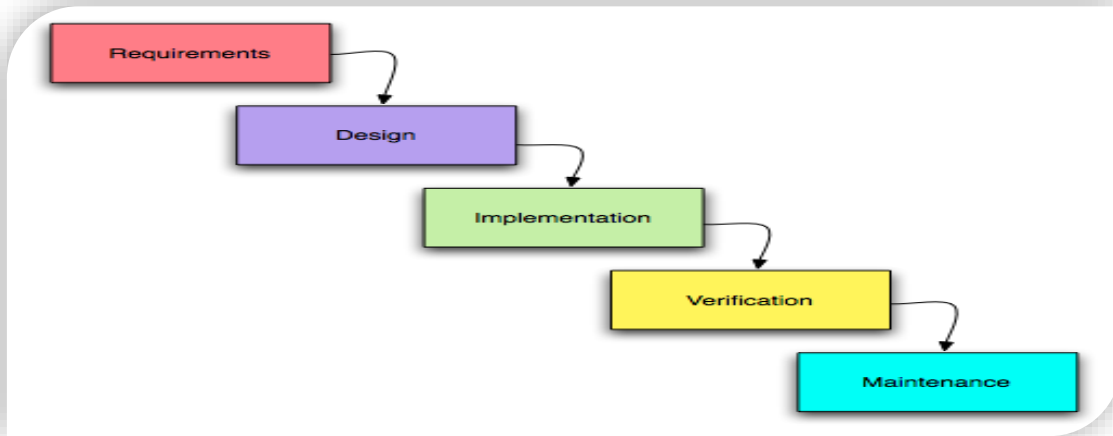 Requirements
Design
Implementation
Verification
Maintenance